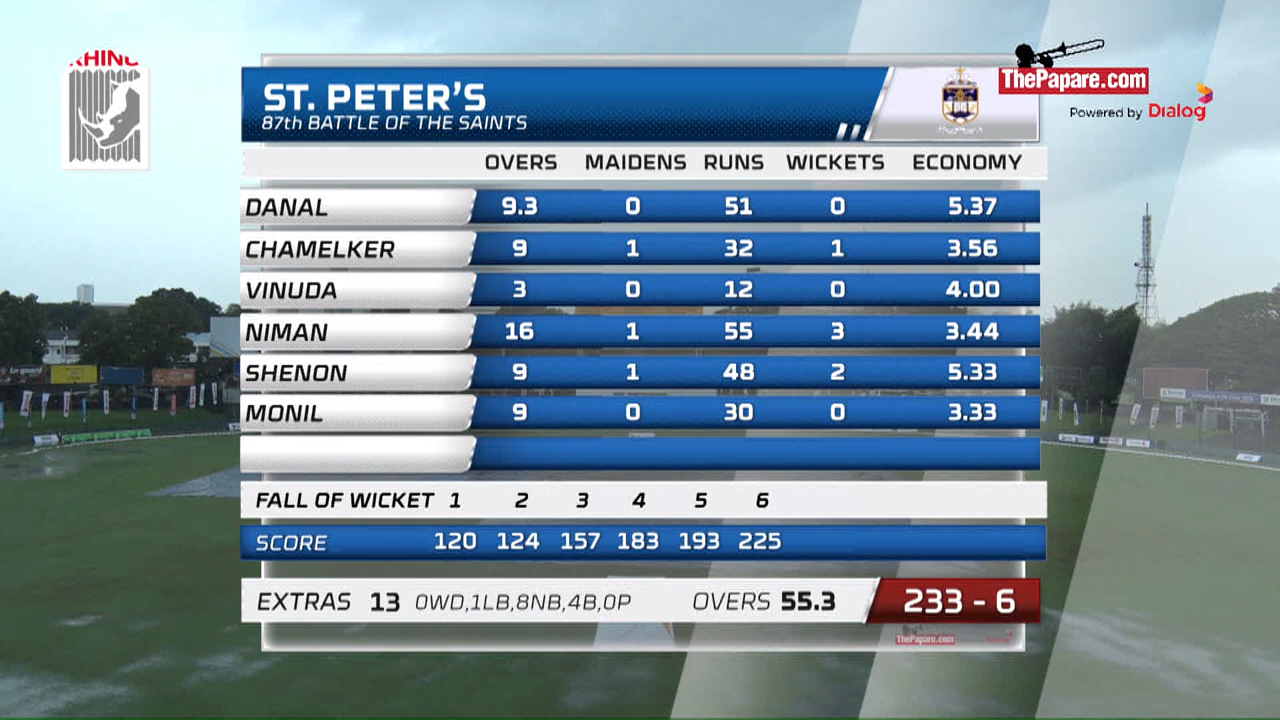 RHINO
ThePapare.com
Powered by Dialog
ST. PETER'S
87th BATTLE OF THE SAINTS
OVERS MAIDENS RUNS WICKETS ECONOMY
DANAL 9.3 0 51 0 5.37
CHAMELKER 9 1 32 1 3.56
VINUDA 3 0 12 0 4.00
NIMAN 16 1 55 3 3.44
SHENON 9 1 48 2 5.33
MONIL 9 0 30 0 3.33
FALL OF WICKET 1 2 3 4 5 6
SCORE 120 124 157 183 193 225
EXTRAS 13 0WD,1LB,8NB,4B,0P OVERS 55.3 233 - 6
ThePapare.com